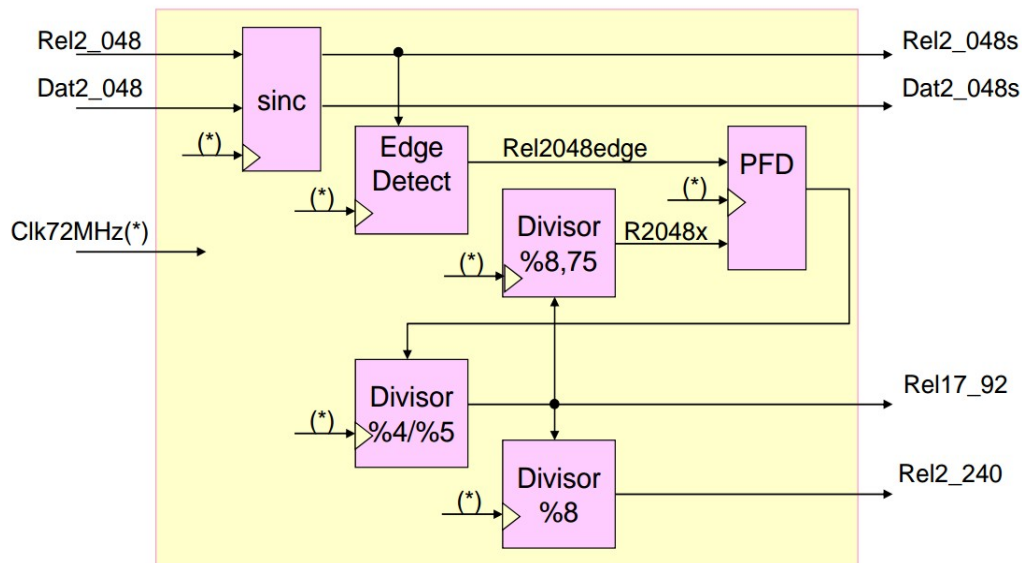 Rel2_048
Rel2_048s
Dat2_048
sinc
Dat2_048s
(*)
Edge
Detect
Rel2048edge
PFD
(*)
(*)
Clk72MHz(*)
Divisor
%8,75
R2048x
(*)
Divisor
%4/%5
Rel17_92
(*)
Divisor
%8
Rel2_240
(*)